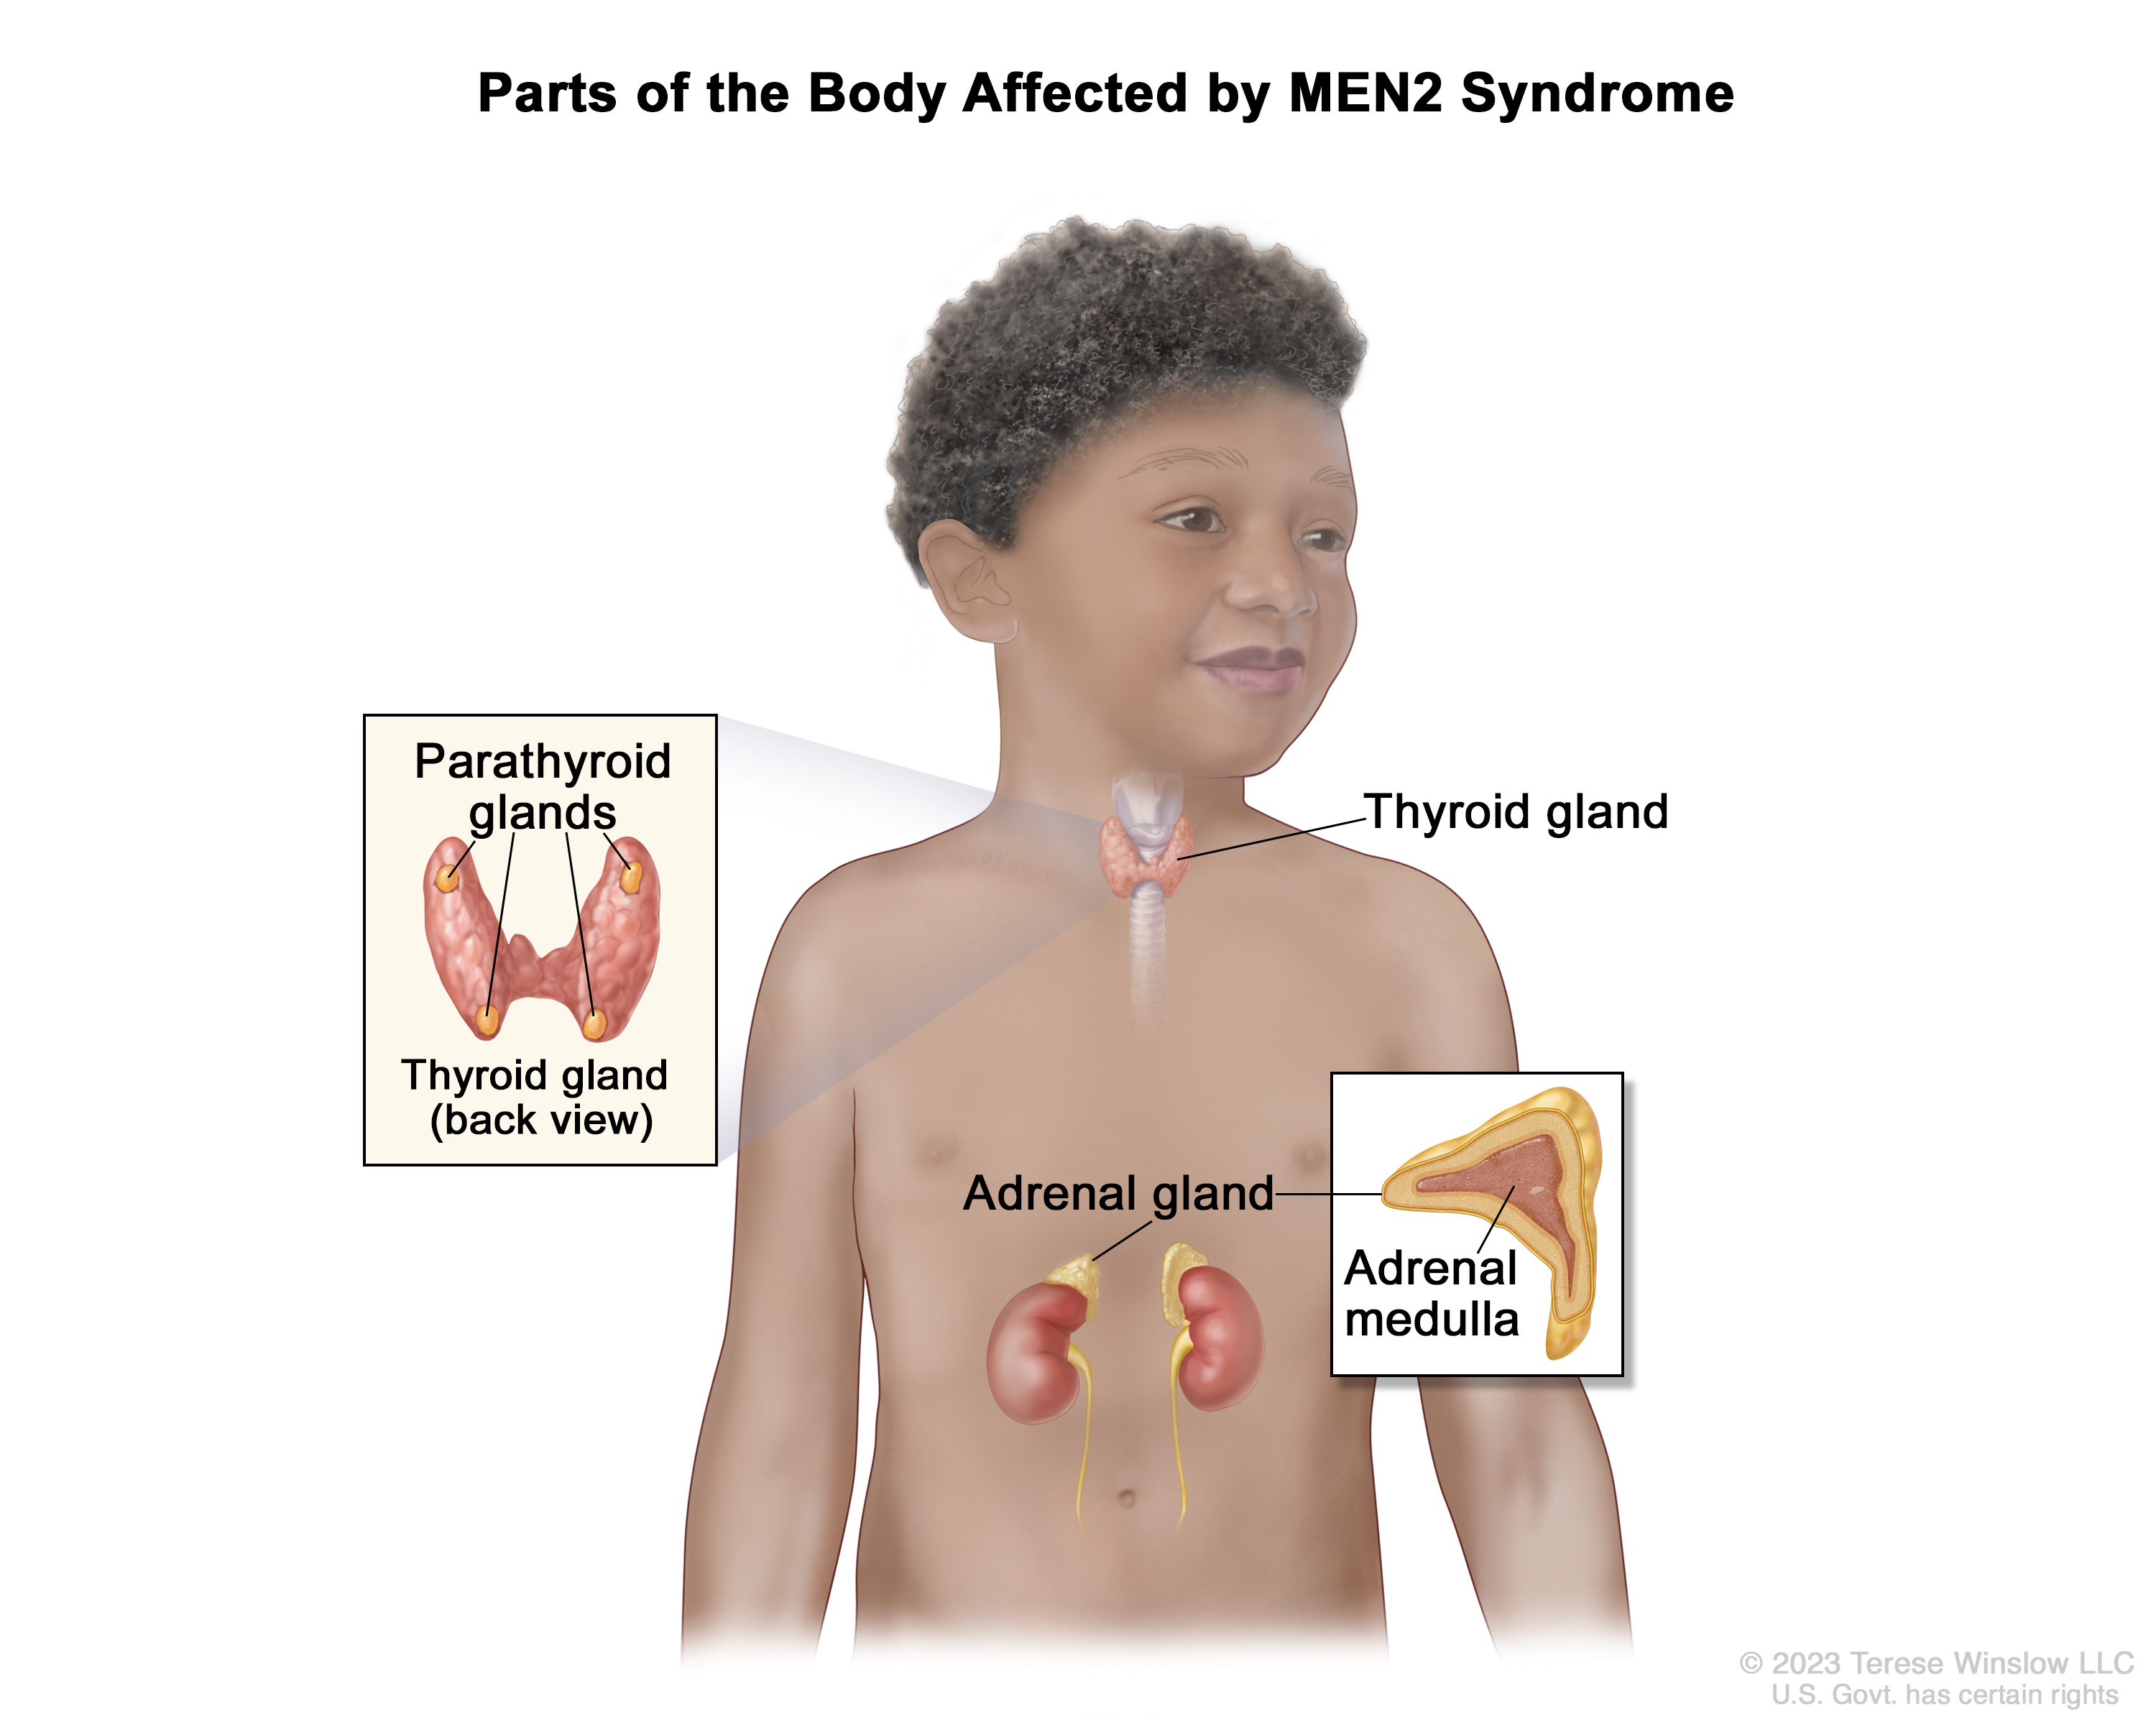 Parts of the Body Affected by MEN2 Syndrome
Parathyroid
glands
Thyroid gland
(back view)
Thyroid gland
Adrenal gland
Adrenal
medulla
© 2023 Terese Winslow LLC
U.S. Govt. has certain rights